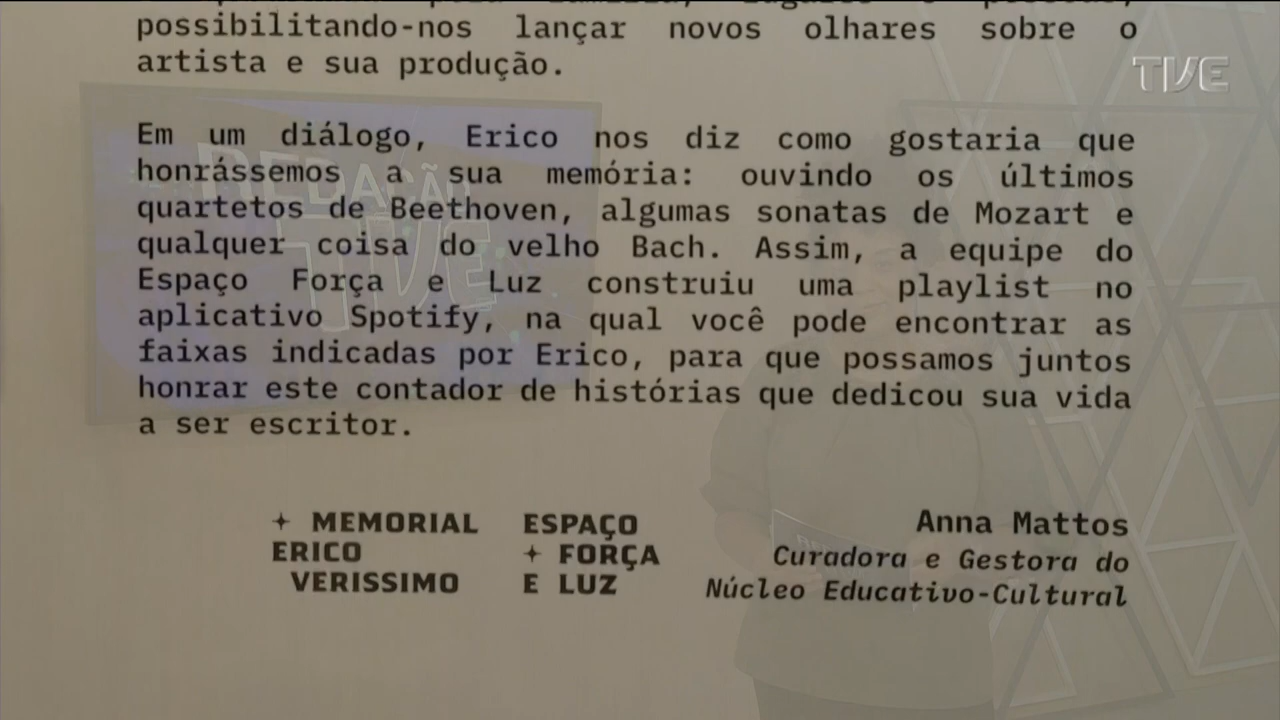 possibilitando-nos lançar novos olhares sobre o
artista e sua produção.
Em um diálogo, Erico nos diz como gostaria que
honrássemos a sua memória: ouvindo os últimos
quartetos de Beethoven, algumas sonatas de Mozart e
qualquer coisa do velho Bach. Assim, a equipe do
Espaço Força e Luz construiu uma playlist no
aplicativo Spotify, na qual você pode encontrar as
faixas indicadas por Erico, para que possamos juntos
honrar este contador de histórias que dedicou sua vida
a ser escritor.
MEMORIAL
ERICO
VERISSIMO
ESPAÇO
FORÇA
E LUZ
Anna Mattos
Curadora e Gestora do
Núcleo Educativo-Cultural
TVE
REDAÇÃO
TVE